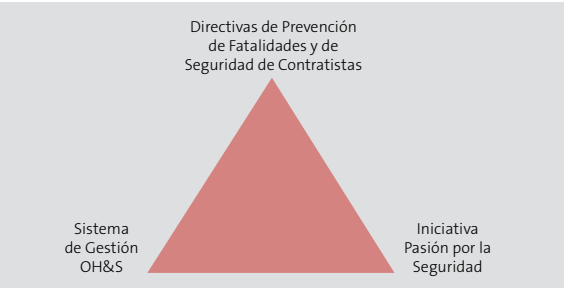 Directivas de Prevención
de Fatalidades y de
Seguridad de Contratistas
Sistema
de Gestión
OH&S
Iniciativa
Pasión por la
Seguridad